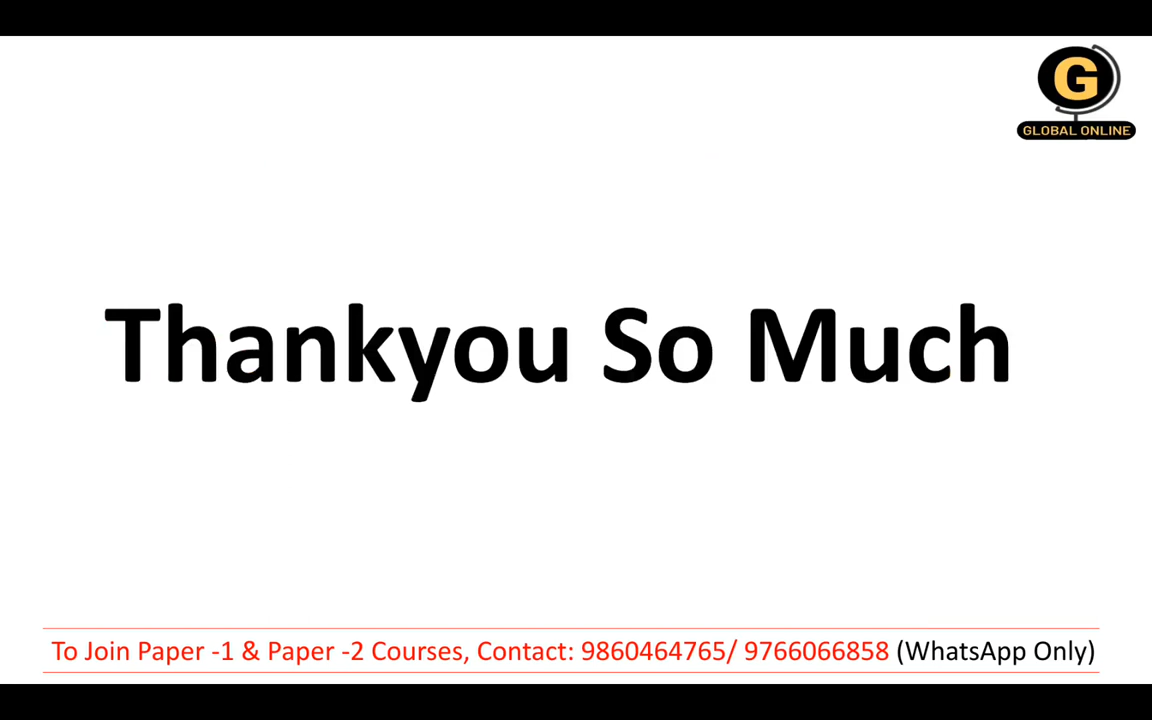 G
GLOBAL ONLINE
Thankyou So Much
To Join Paper -1 & Paper -2 Courses, Contact: 9860464765/ 9766066858 (WhatsApp Only)